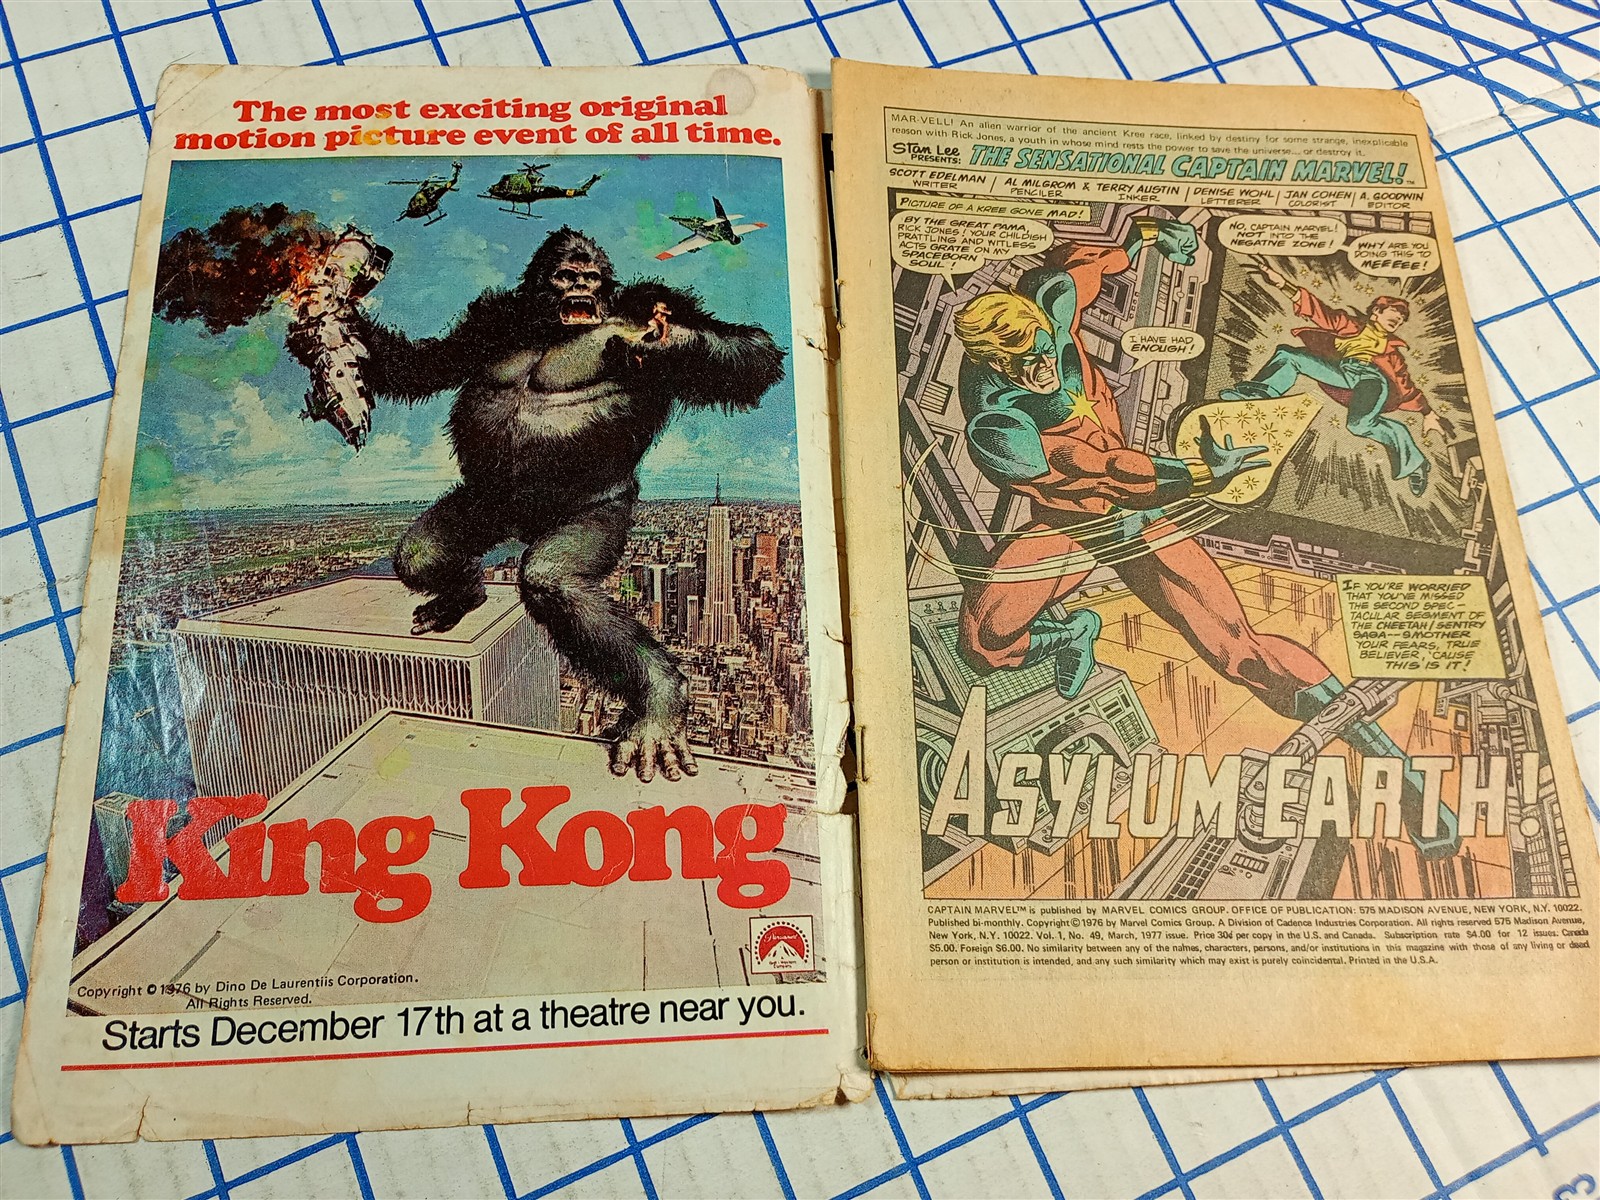 The most exciting original
motion picture event of all time.
King Kong
Paramount
Copyright © 1976 by Dino De Laurentiis Corporation.
All Rights Reserved.
Starts December 17th at a theatre near you.
MAR-VELL! An alien warrior of the ancient Kree race, linked by destiny for some strange, inexplicable
reason with Rick Jones, a youth in whose mind rests the power to save the universe... or destroy it.
Stan Lee
PRESENTS:
THE SENSATIONAL CAPTAIN MARVEL!™
SCOTT EDELMAN
WRITER
AL MILGROM & TERRY AUSTIN
PENCILER INKER
DENISE WOHL
LETTERER
JAN COHEN
COLORIST
A. GOODWIN
EDITOR
PICTURE OF A KREE GONE MAD!
BY THE GREAT PAMA,
RICK JONES! YOUR CHILDISH
PRATTLING AND WITLESS
ACTS GRATE ON MY
SPACEBORN
SOUL!
I HAVE HAD
ENOUGH!
NO, CAPTAIN MARVEL!
NOT INTO THE
NEGATIVE ZONE!
WHY ARE YOU
DOING THIS TO
MEEEEE!
IF YOU'RE WORRIED
THAT YOU'VE MISSED
THE SECOND SPEC-
TACULAR SEGMENT OF
THE CHEETAH/SENTRY
SAGA--SMOTHER
YOUR FEARS, TRUE
BELIEVER, 'CAUSE
THIS IS IT!
ASYLUM EARTH!
CAPTAIN MARVEL™ is published by MARVEL COMICS GROUP. OFFICE OF PUBLICATION: 575 MADISON AVENUE, NEW YORK, N.Y. 10022.
Published bi-monthly. Copyright © 1976 by Marvel Comics Group. A Division of Cadence Industries Corporation. All rights reserved 575 Madison Avenue,
New York, N.Y. 10022. Vol. 1, No. 49, March, 1977 issue. Price 30¢ per copy in the U.S. and Canada. Subscription rate $4.00 for 12 issues. Canada
$5.00. Foreign $6.00. No similarity between any of the names, characters, persons, and/or institutions in this magazine with those of any living or dead
person or institution is intended, and any such similarity which may exist is purely coincidental. Printed in the U.S.A.